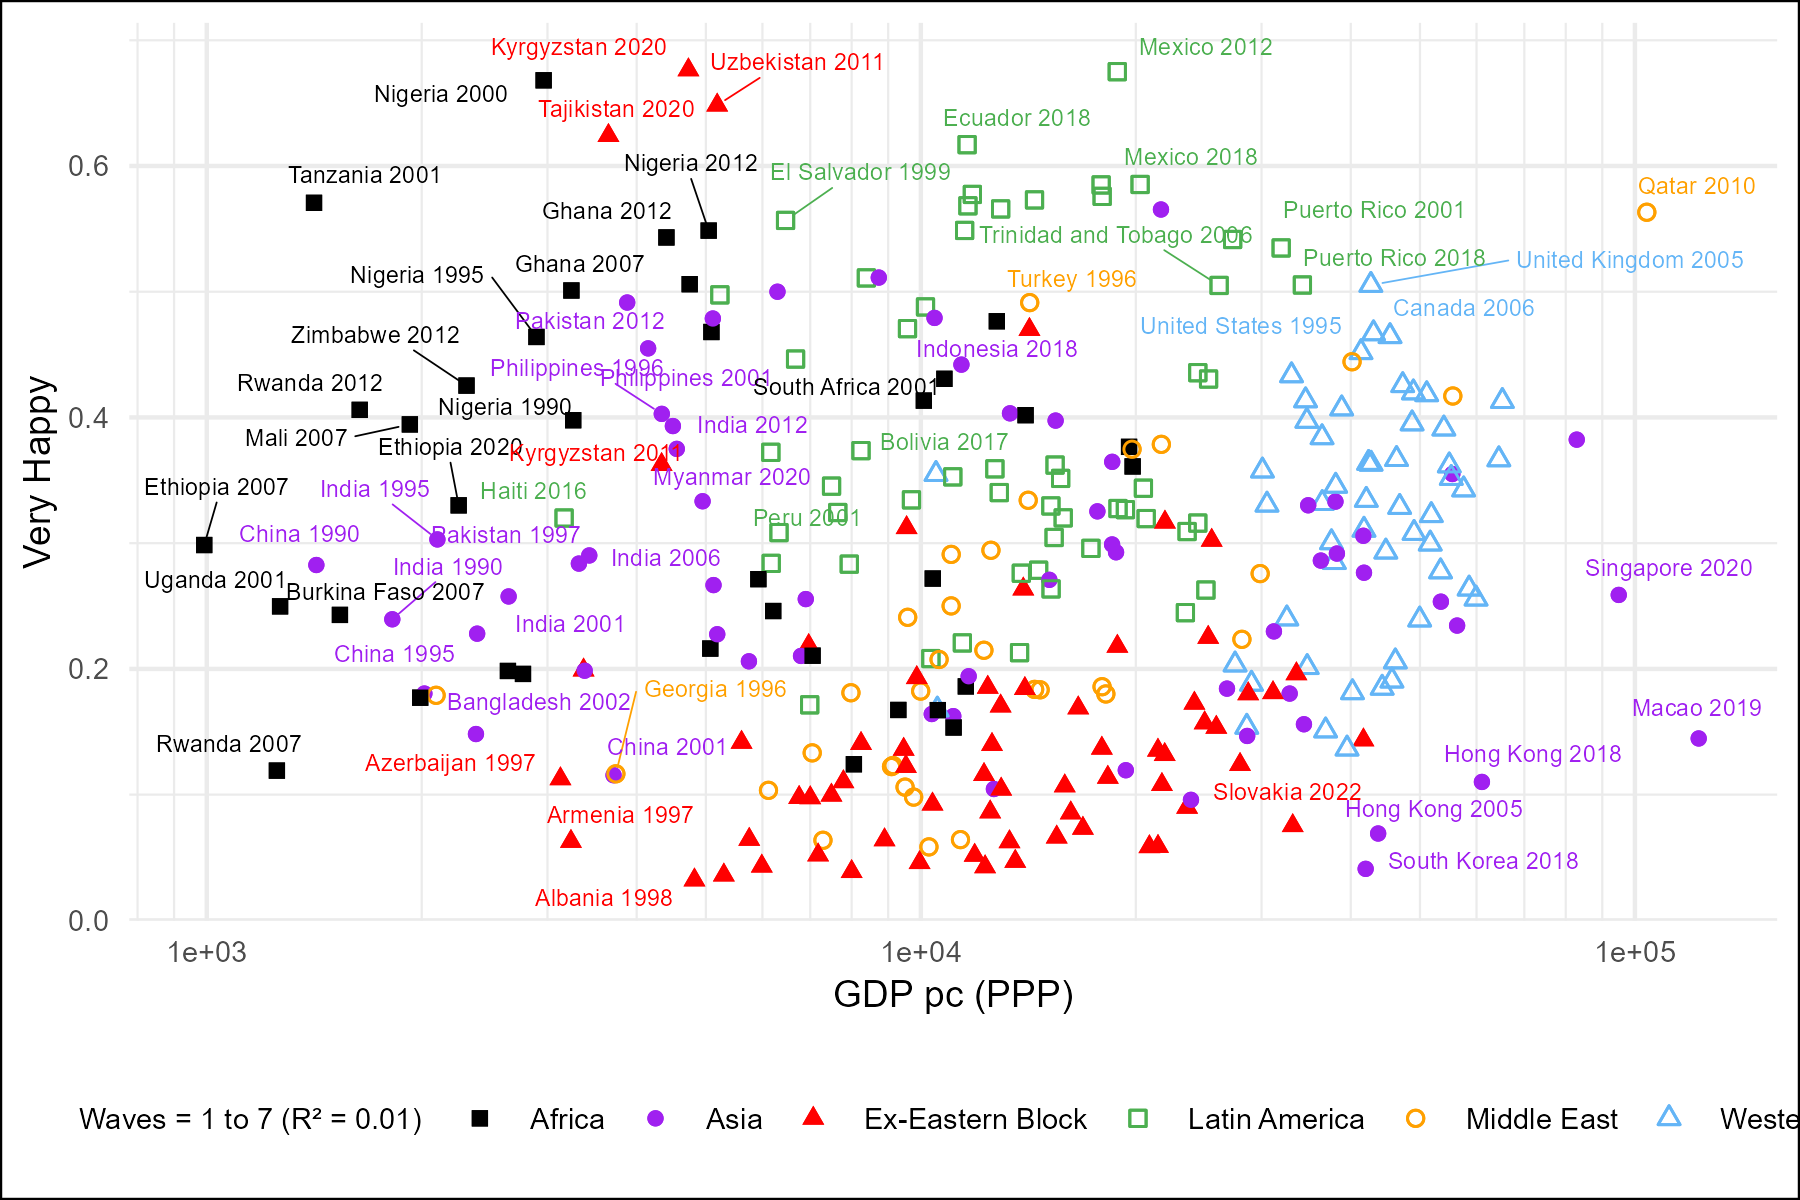 Kyrgyzstan 2020
Mexico 2012
Uzbekistan 2011
Nigeria 2000
Tajikistan 2020
Ecuador 2018
Nigeria 2012
Mexico 2018
0.6
El Salvador 1999
Tanzania 2001
Qatar 2010
Ghana 2012
Puerto Rico 2001
Trinidad and Tobago 2006
Ghana 2007
Puerto Rico 2018
United Kingdom 2005
Nigeria 1995
Turkey 1996
Canada 2006
Pakistan 2012
United States 1995
Zimbabwe 2012
Indonesia 2018
Philippines 1996
Philippines 2001
Rwanda 2012
South Africa 2001
Nigeria 1990
0.4
India 2012
Mali 2007
Ethiopia 2020
Bolivia 2017
Kyrgyzstan 2011
Myanmar 2020
Very Happy
Ethiopia 2007
India 1995
Haiti 2016
Peru 2001
China 1990
Pakistan 1997
India 2006
India 1990
Singapore 2020
Uganda 2001
Burkina Faso 2007
India 2001
China 1995
0.2
Georgia 1996
Bangladesh 2002
Macao 2019
Rwanda 2007
China 2001
Hong Kong 2018
Azerbaijan 1997
Slovakia 2022
Hong Kong 2005
Armenia 1997
South Korea 2018
Albania 1998
0.0
1e+03
1e+04
1e+05
GDP pc (PPP)
Waves = 1 to 7 (R² = 0.01) Africa Asia Ex-Eastern Block Latin America Middle East Weste